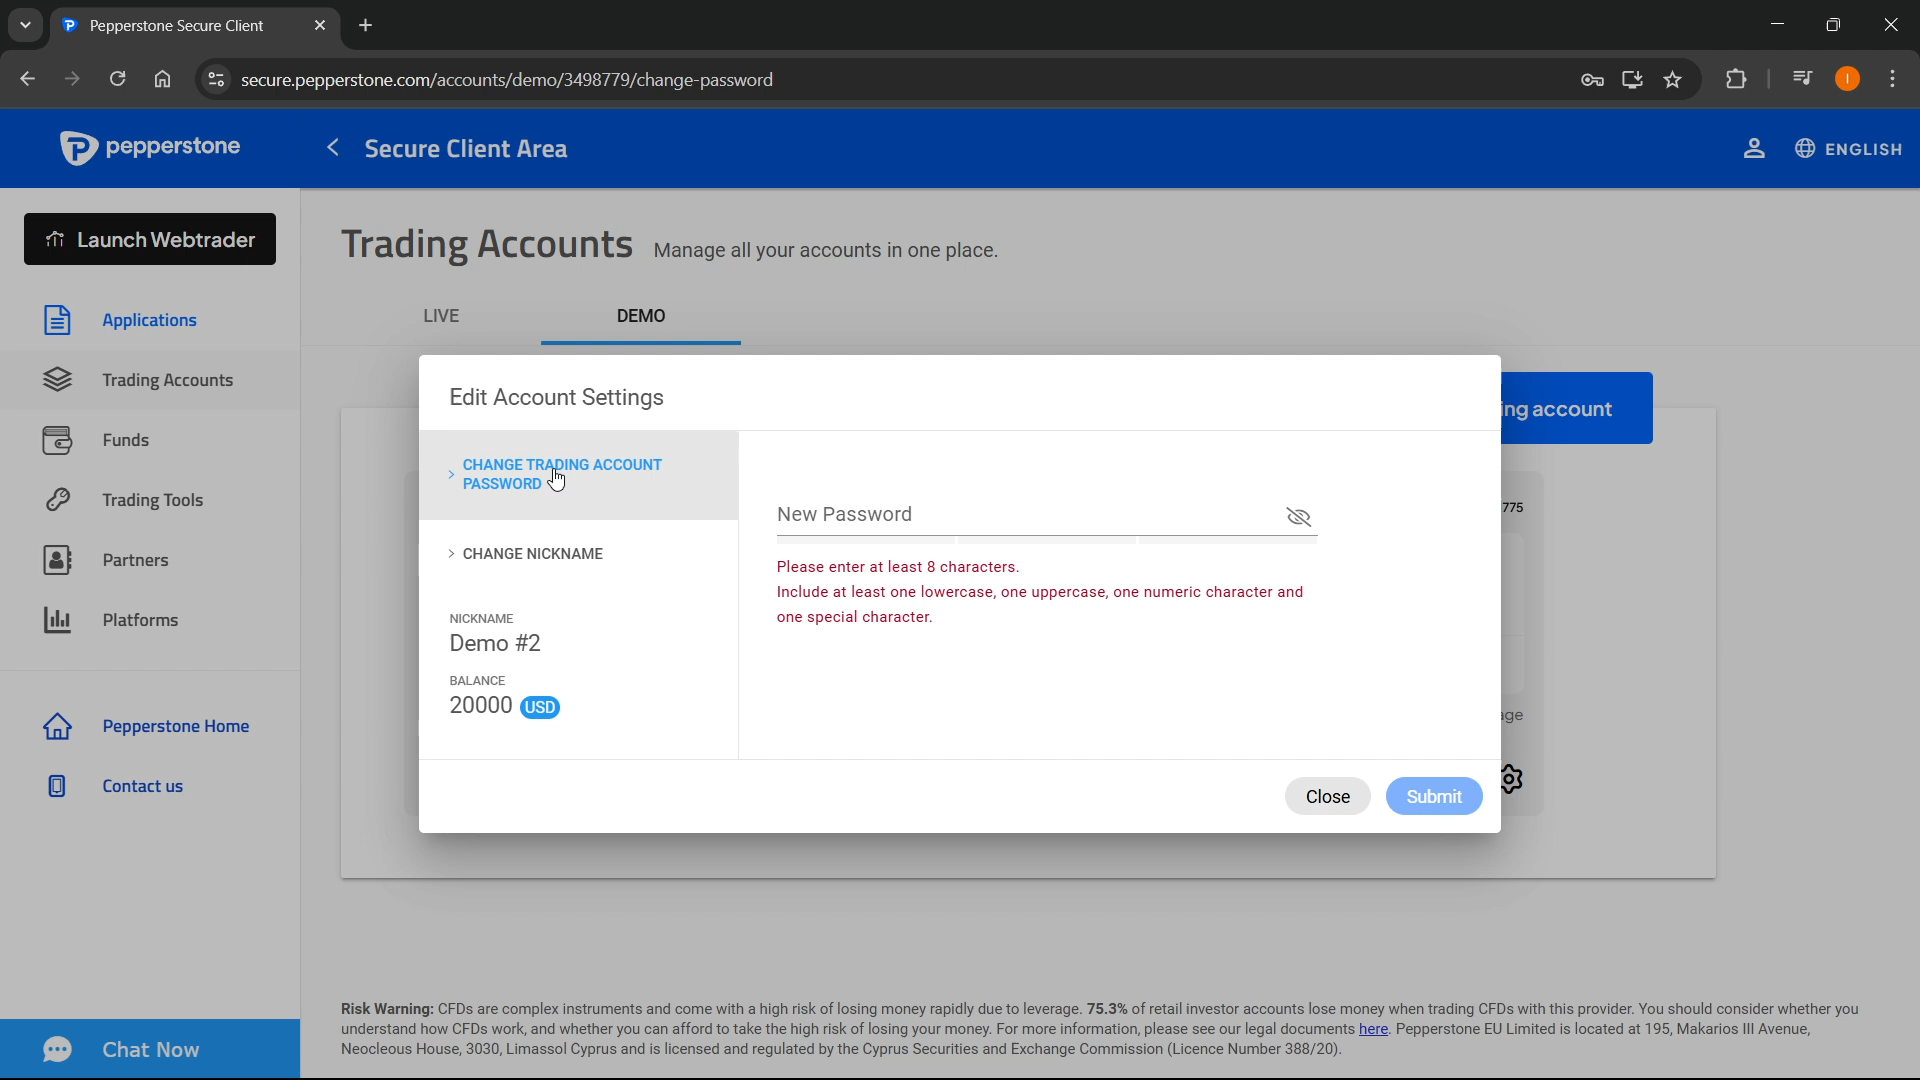 Pepperstone Secure Client
secure.pepperstone.com/accounts/demo/3498779/change-password
I
pepperstone
Secure Client Area
ENGLISH
Launch Webtrader
Applications
Trading Accounts
Funds
Trading Tools
Partners
Platforms
Pepperstone Home
Contact us
Chat Now
Trading Accounts Manage all your accounts in one place.
LIVE
DEMO
ing account
775
age
Edit Account Settings
CHANGE TRADING ACCOUNT
PASSWORD
CHANGE NICKNAME
NICKNAME
Demo #2
BALANCE
20000 USD
New Password
Please enter at least 8 characters.
Include at least one lowercase, one uppercase, one numeric character and
one special character.
Close
Submit
Risk Warning: CFDs are complex instruments and come with a high risk of losing money rapidly due to leverage. 75.3% of retail investor accounts lose money when trading CFDs with this provider. You should consider whether you
understand how CFDs work, and whether you can afford to take the high risk of losing your money. For more information, please see our legal documents here. Pepperstone EU Limited is located at 195, Makarios III Avenue,
Neocleous House, 3030, Limassol Cyprus and is licensed and regulated by the Cyprus Securities and Exchange Commission (Licence Number 388/20).